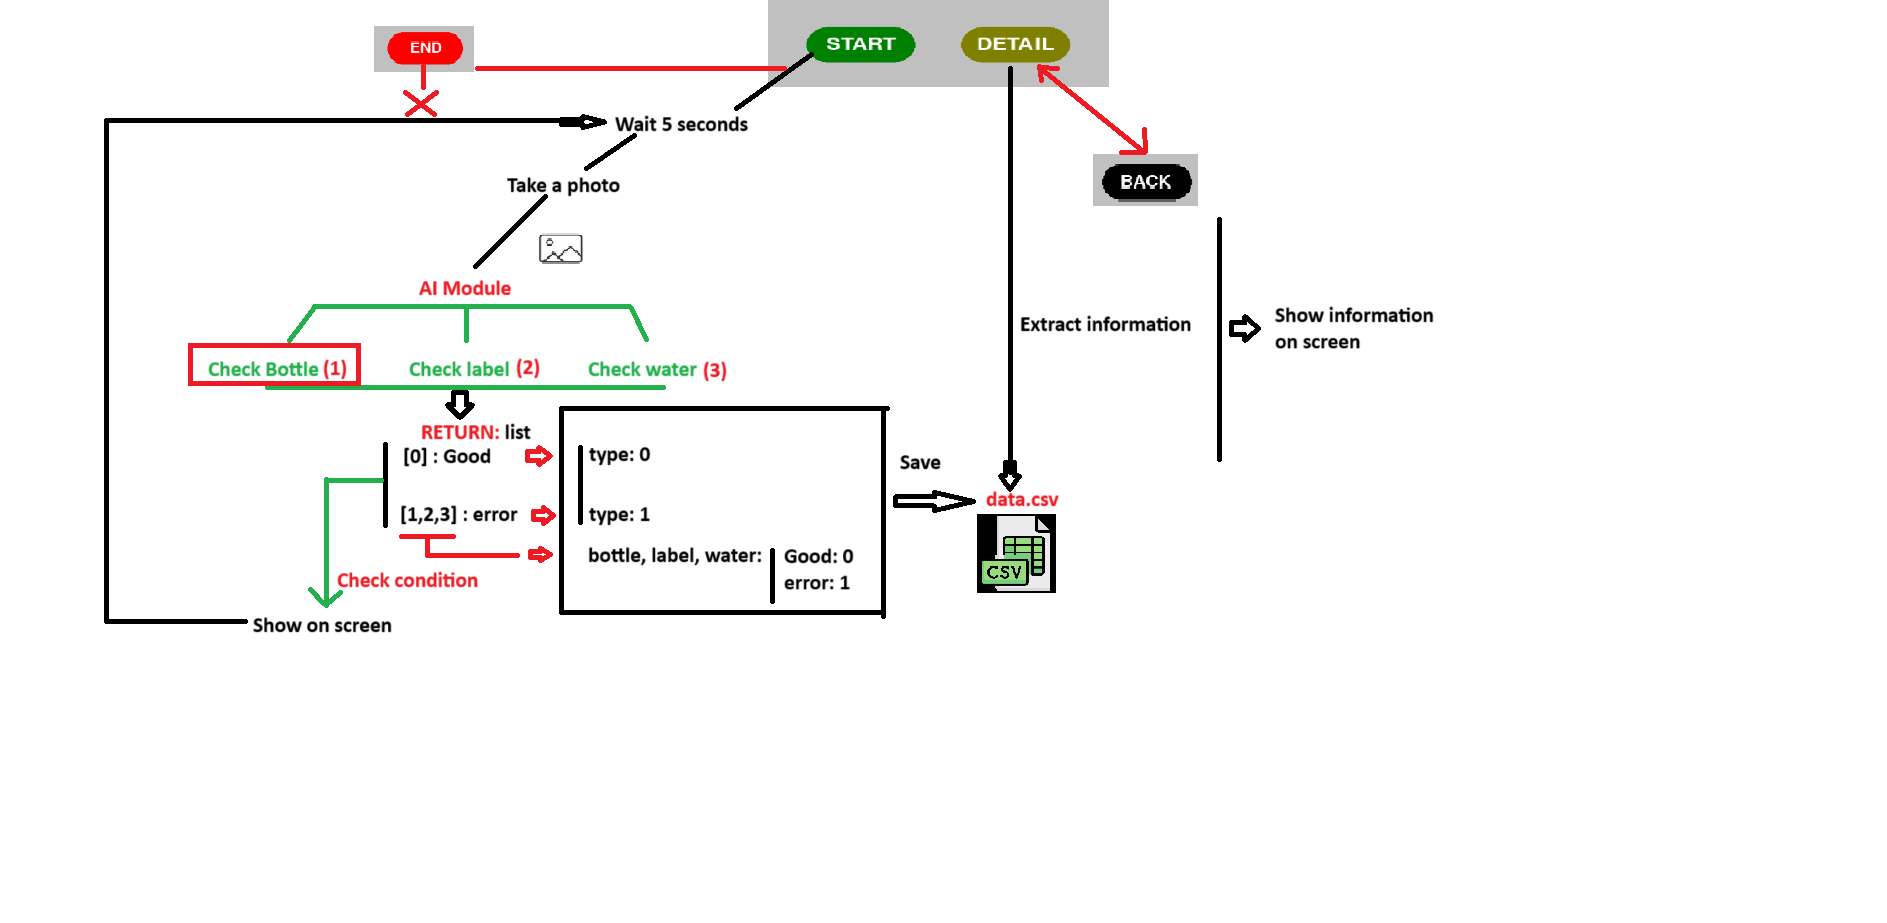 END
START
DETAIL
Wait 5 seconds
Take a photo
BACK
AI Module
Extract information
Show information
on screen
Check Bottle (1)
Check label (2)
Check water (3)
RETURN: list
[0] : Good
type: 0
Save
[1,2,3] : error
type: 1
data.csv
bottle, label, water:
Good: 0
error: 1
CSV
Check condition
Show on screen